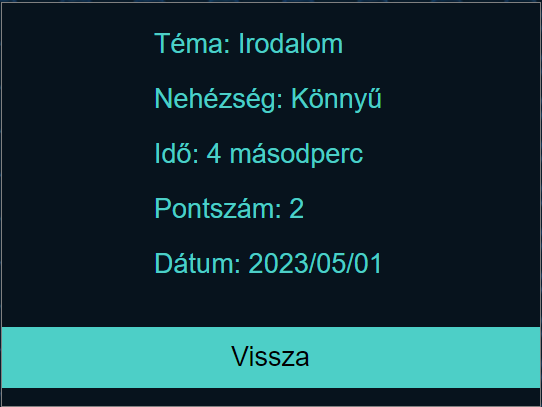 Téma: Irodalom
Nehézség: Könnyű
Idő: 4 másodperc
Pontszám: 2
Dátum: 2023/05/01
Vissza